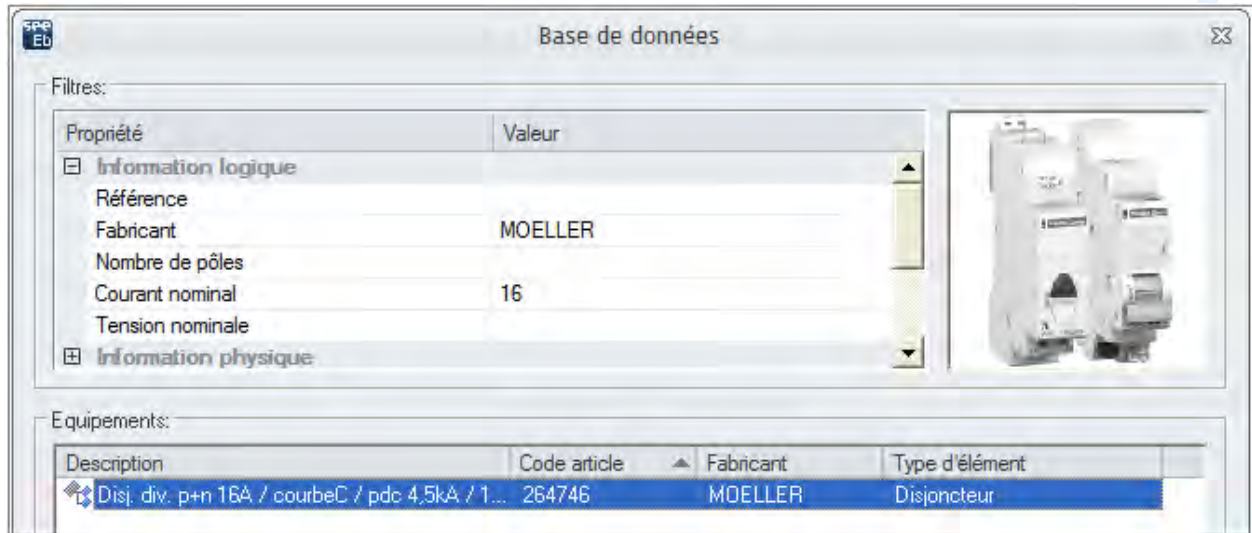 spe
Eb
Base de données
Filtres:
Propriété Valeur
Information logique
Référence
Fabricant MOELLER
Nombre de pôles
Courant nominal 16
Tension nominale
Information physique
Equipements:
Description Code article Fabricant Type d'élément
Disj. div. p+n 16A / courbeC / pdc 4,5kA / 1... 264746 MOELLER Disjoncteur